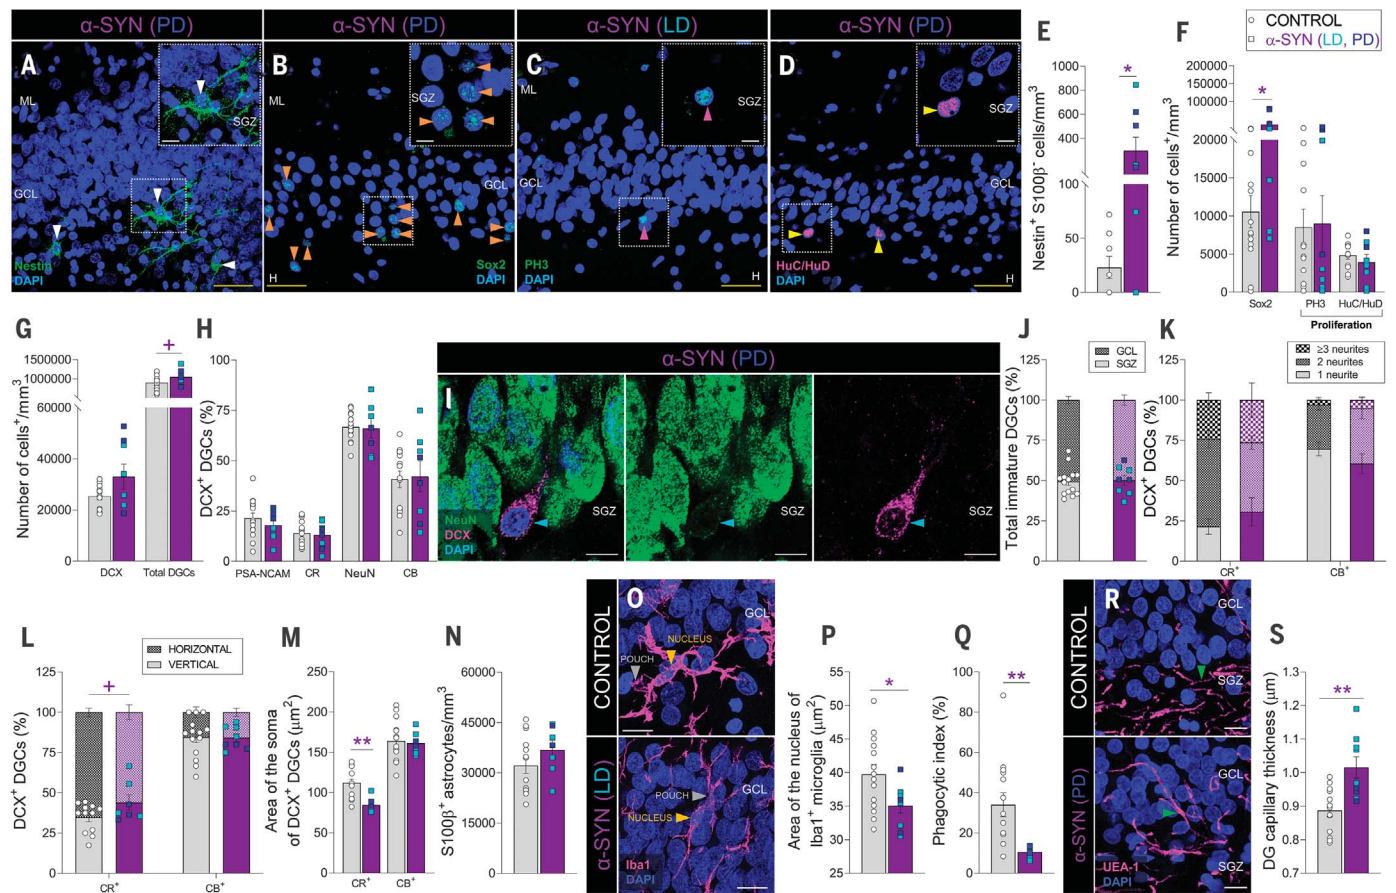 α-SYN (PD)
α-SYN (PD)
α-SYN (LD)
α-SYN (PD)
A
ML
SGZ
GCL
Nestin
DAPI
B
ML
SGZ
GCL
H
Sox2
DAPI
C
ML
SGZ
GCL
PH3
DAPI
H
D
ML
SGZ
GCL
HuC/HuD
DAPI
H
E
Nestin⁺ S100β⁻ cells/mm³
1000
800
600
400
100
50
0
F
CONTROL
α-SYN (LD, PD)
Number of cells⁺/mm³
200000
100000
20000
20000
15000
10000
5000
0
Sox2
PH3
HuC/HuD
Proliferation
*
*
G
Number of cells⁺/mm³
1500000
1000000
60000
40000
20000
0
+
DCX
Total DGCs
H
DCX⁺ DGCs (%)
100
75
50
25
0
PSA-NCAM
CR
NeuN
CB
α-SYN (PD)
I
NeuN
DCX
DAPI
SGZ
SGZ
SGZ
J
Total immature DGCs (%)
GCL
SGZ
125
100
75
50
25
0
K
DCX⁺ DGCs (%)
≥3 neurites
2 neurites
1 neurite
125
100
75
50
25
0
CR⁺
CB⁺
L
HORIZONTAL
VERTICAL
DCX⁺ DGCs (%)
125
100
75
50
25
0
+
CR⁺
CB⁺
M
Area of the soma
of DCX⁺ DGCs (μm²)
250
200
150
100
50
0
**
CR⁺
CB⁺
N
S100β⁺ astrocytes/mm³
60000
45000
30000
15000
0
CONTROL
α-SYN (LD)
O
GCL
NUCLEUS
POUCH
POUCH
GCL
NUCLEUS
Iba1
DAPI
P
Area of the nucleus of
Iba1⁺ microglia (μm²)
55
50
45
40
35
30
25
*
Q
Phagocytic index (%)
100
80
60
40
20
0
**
CONTROL
α-SYN (PD)
R
GCL
SGZ
GCL
UEA-1
DAPI
SGZ
S
DG capillary thickness (μm)
1.3
1.2
1.1
1.0
0.9
0.8
0.7
**